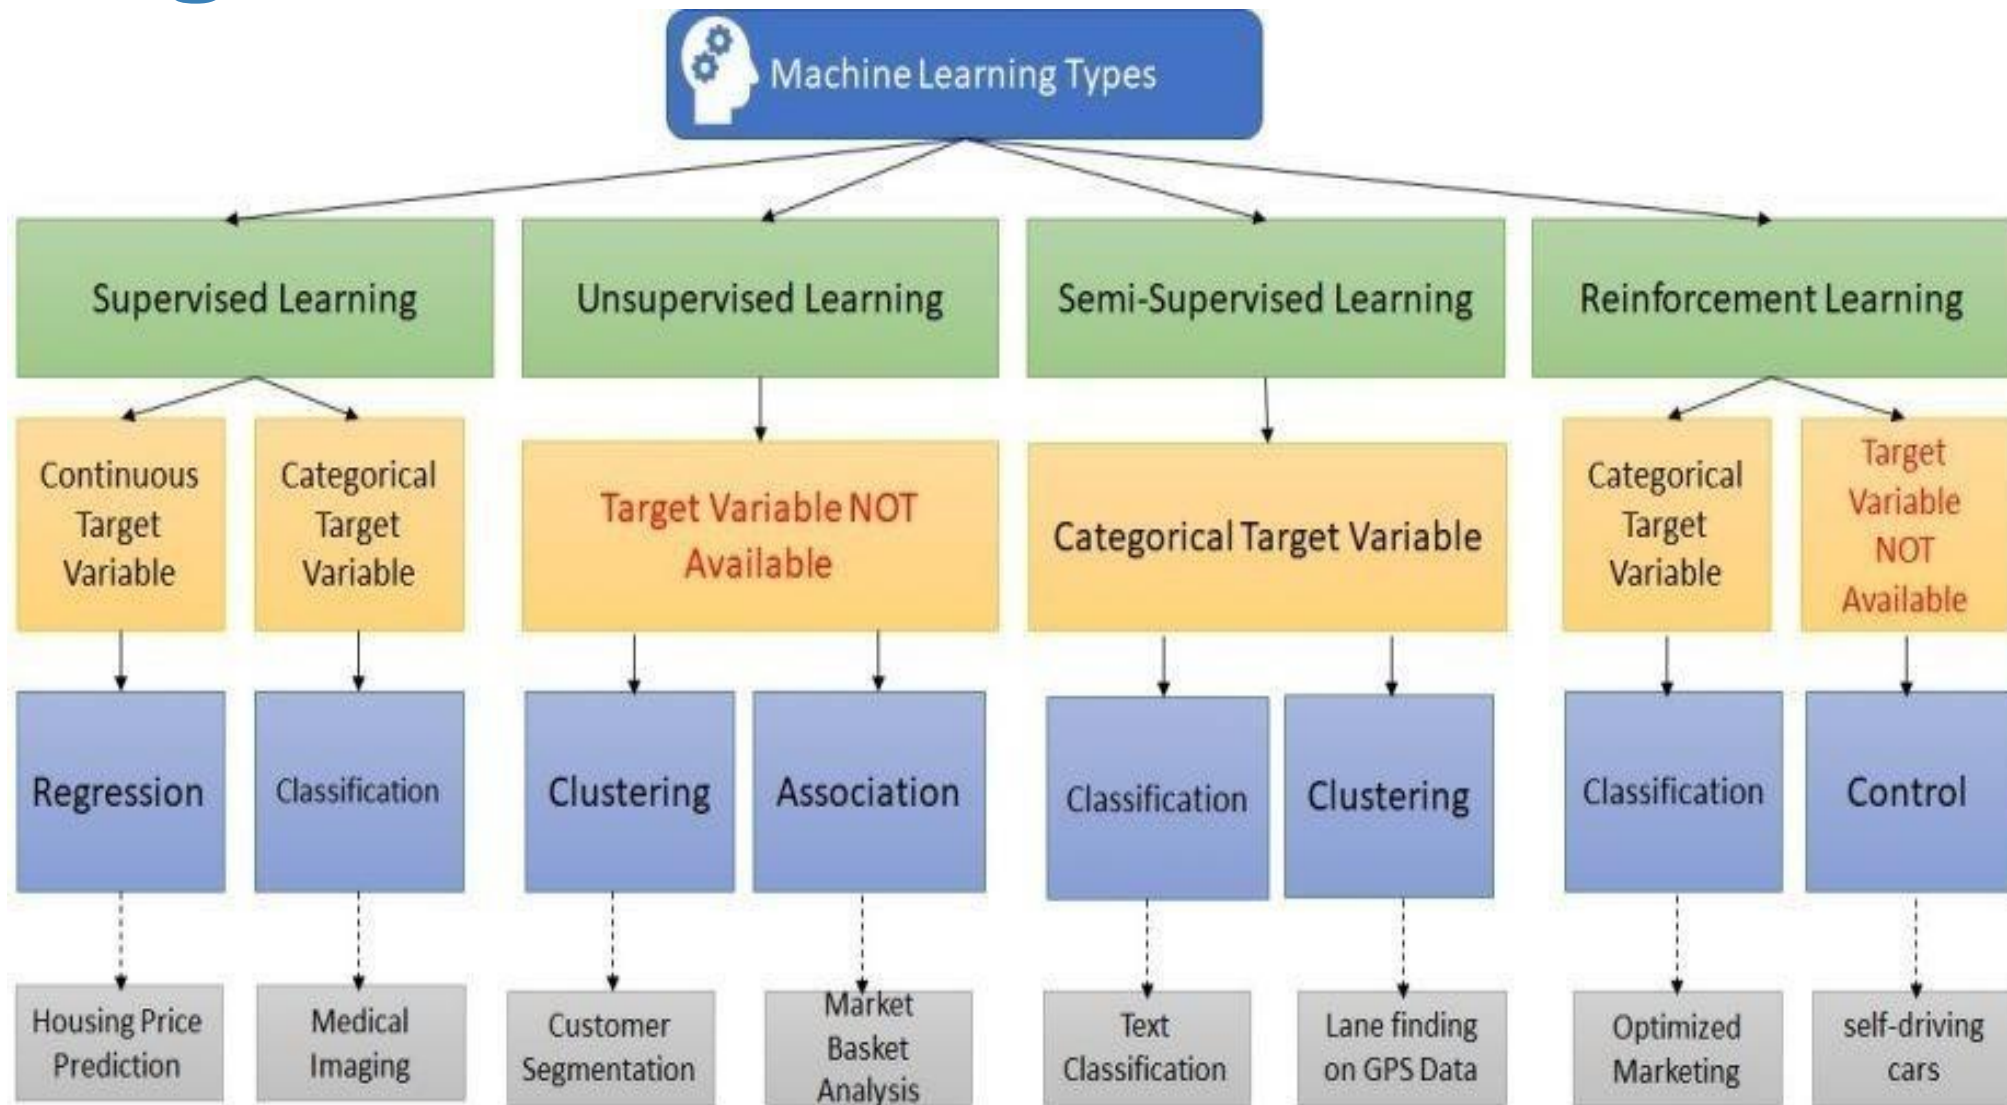 Machine Learning Types
Supervised Learning
Unsupervised Learning
Semi-Supervised Learning
Reinforcement Learning
Continuous
Target
Variable
Categorical
Target
Variable
Target Variable NOT
Available
Categorical Target Variable
Categorical
Target
Variable
Target
Variable
NOT
Available
Regression
Classification
Clustering
Association
Classification
Clustering
Classification
Control
Housing Price
Prediction
Medical
Imaging
Customer
Segmentation
Market
Basket
Analysis
Text
Classification
Lane finding
on GPS Data
Optimized
Marketing
self-driving
cars